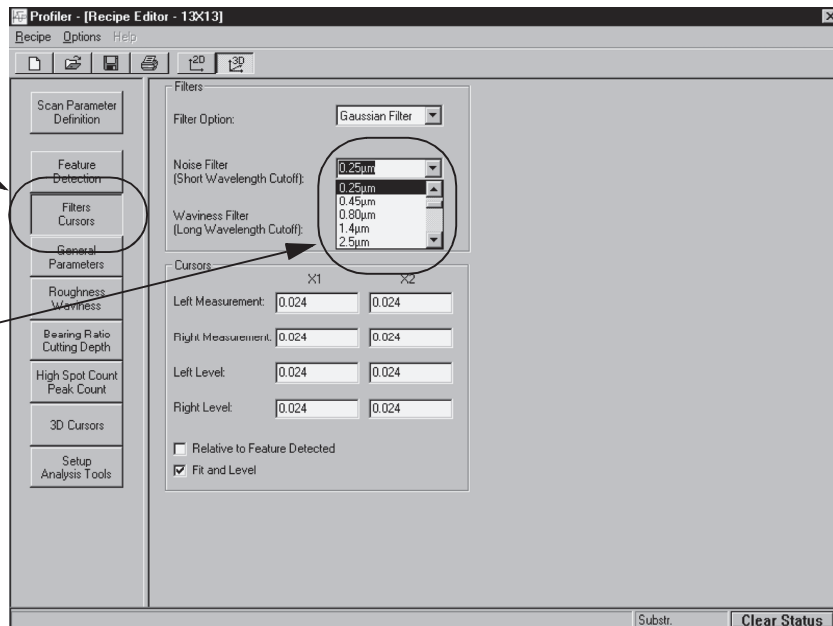 Profiler - [Recipe Editor - 13X13]
Recipe Options Help
2D 3D
Scan Parameter
Definition
Feature
Detection
Filters
Cursors
General
Parameters
Roughness
Waviness
Bearing Ratio
Cutting Depth
High Spot Count
Peak Count
3D Cursors
Setup
Analysis Tools
Filters
Filter Option: Gaussian Filter
Noise Filter
(Short Wavelength Cutoff): 0.25µm
0.25µm
0.45µm
0.80µm
1.4µm
2.5µm
Waviness Filter
(Long Wavelength Cutoff):
Cursors
X1 X2
Left Measurement: 0.024 0.024
Right Measurement: 0.024 0.024
Left Level: 0.024 0.024
Right Level: 0.024 0.024
Relative to Feature Detected
Fit and Level
Substr. Clear Status